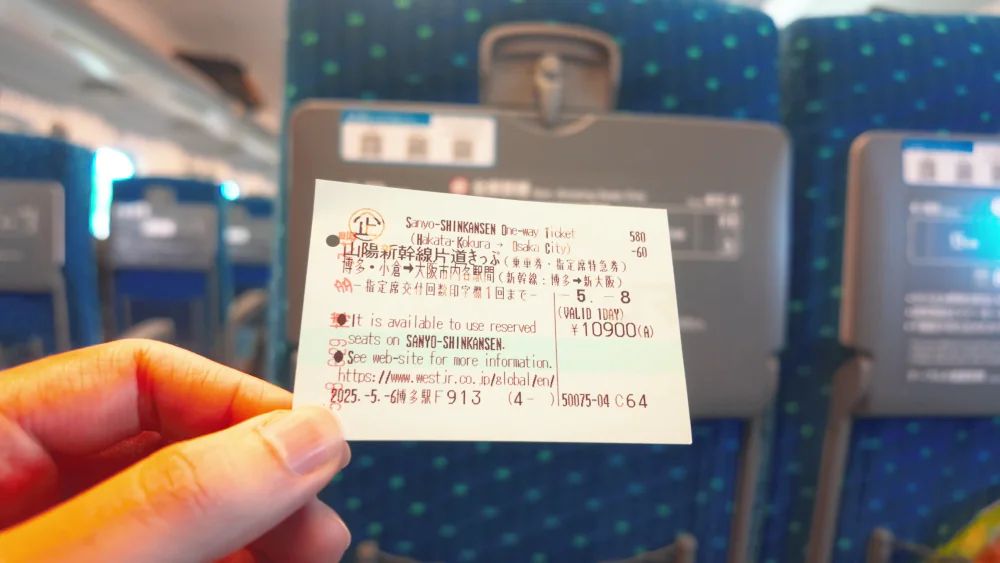 企
Sanyo-SHINKANSEN One-way Ticket 580
(Hakata·Kokura → Osaka City) -60
山陽新幹線片道きっぷ(乗車券・指定席特急券)
博多・小倉➡大阪市内各駅間(新幹線:博多➡新大阪)
-指定席交付回数印字欄1回まで- -5. -8
(VALID 1DAY)
¥10900(A)
It is available to use reserved
seats on SANYO-SHINKANSEN.
See web-site for more information.
https://www.westjr.co.jp/global/en/
2025.-5.-6博多駅F913 (4- ) 50075-04 C64